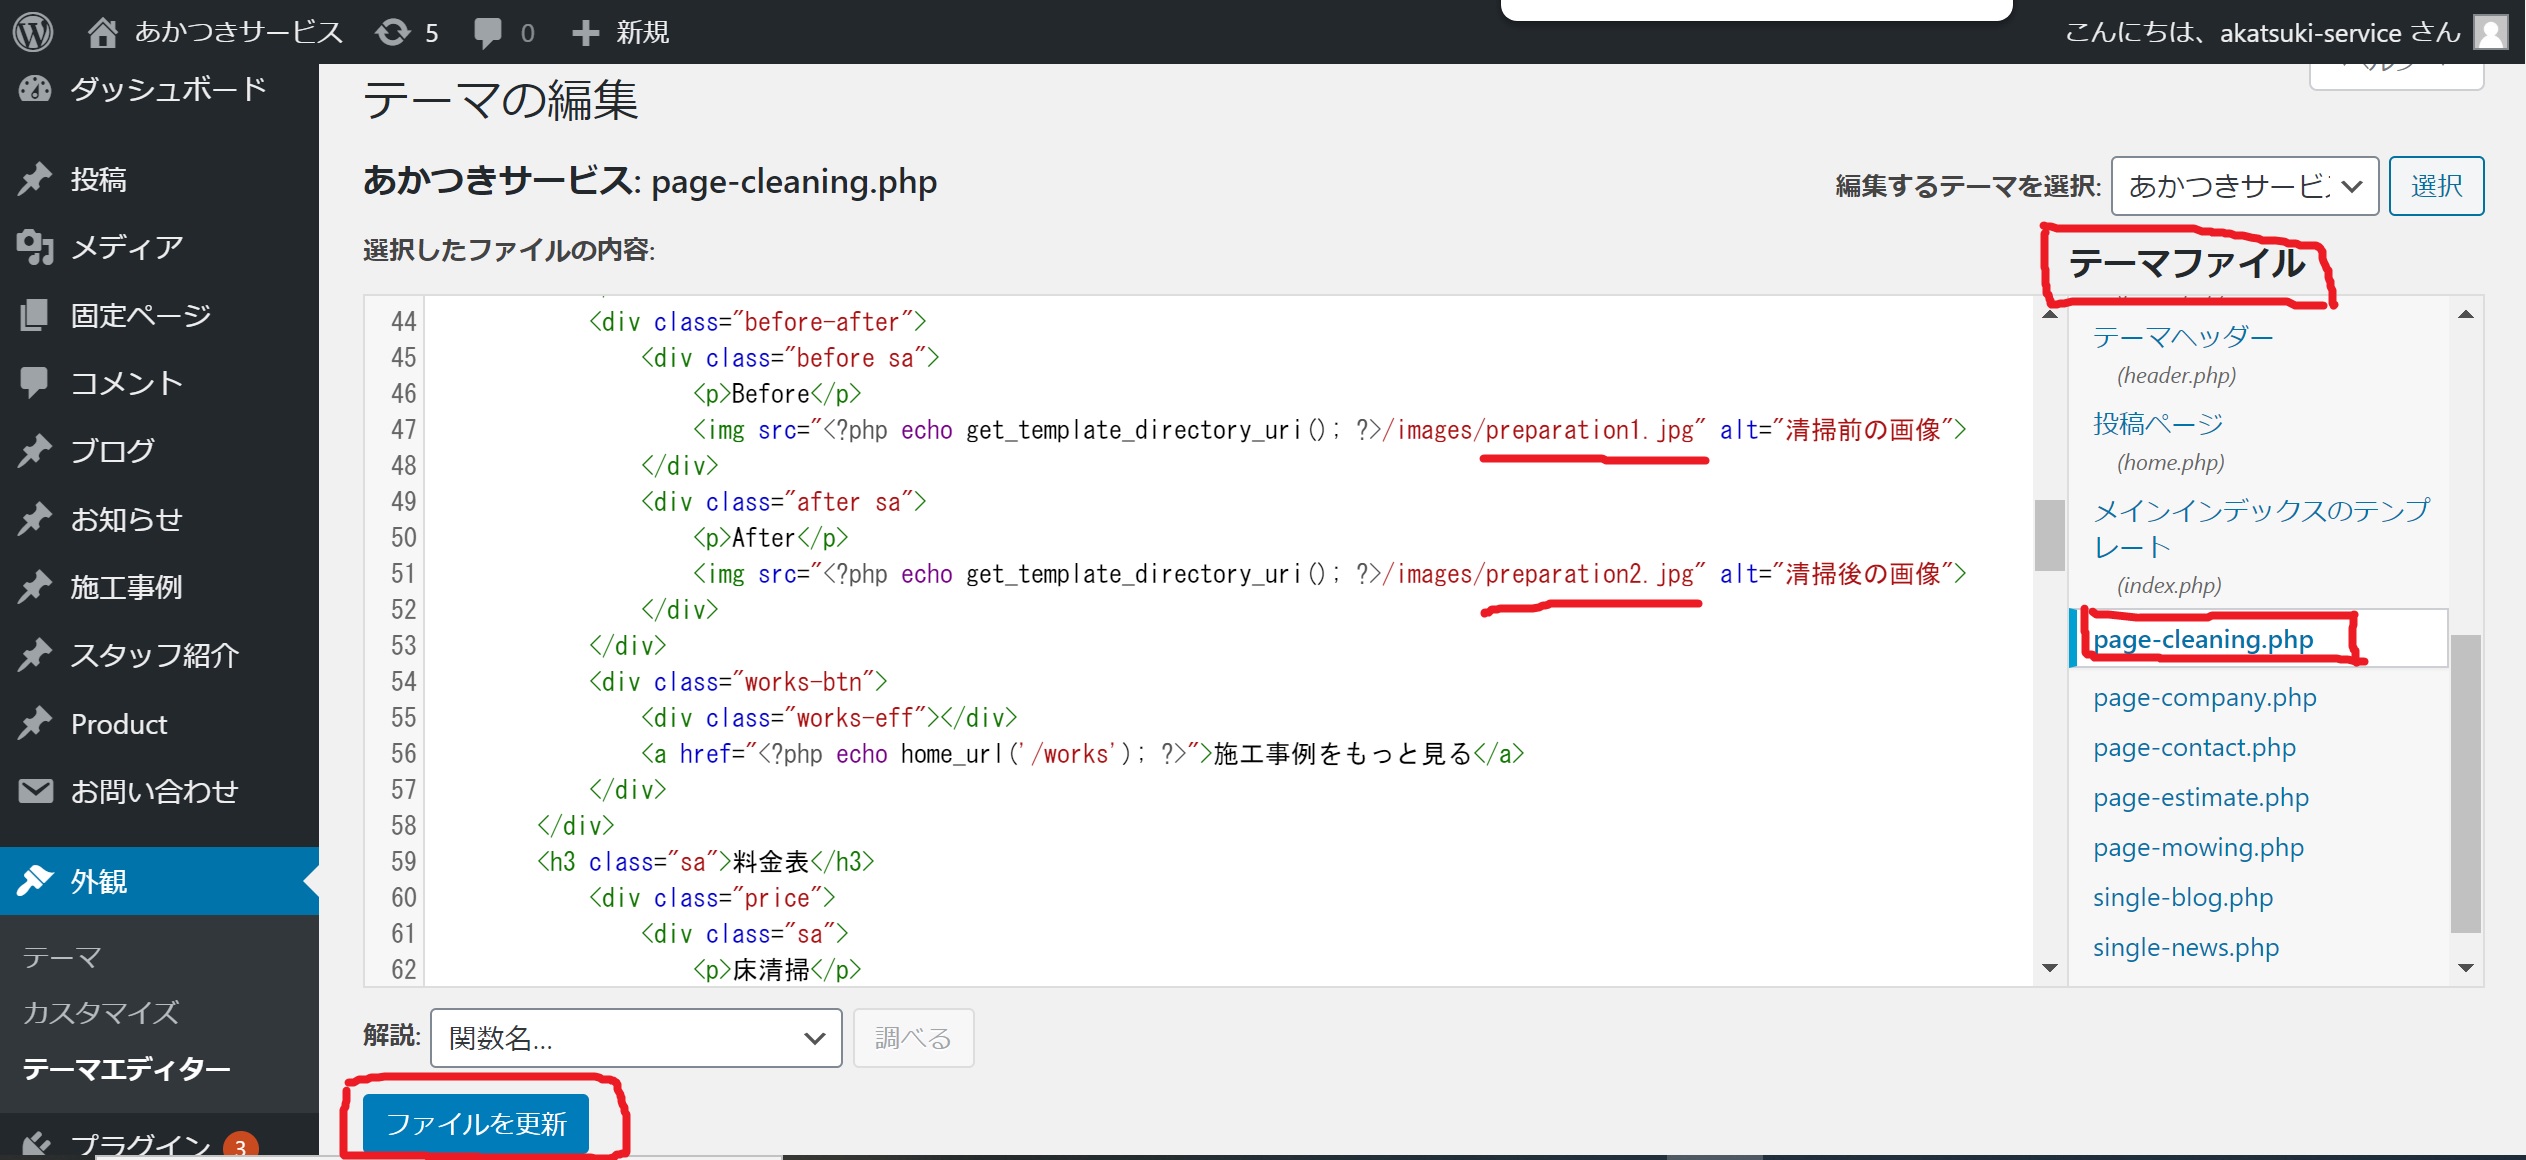 あかつきサービス 5 0 新規 こんにちは、akatsuki-service さん
ダッシュボード
投稿
メディア
固定ページ
コメント
ブログ
お知らせ
施工事例
スタッフ紹介
Product
お問い合わせ
外観
テーマ
カスタマイズ
テーマエディター
プラグイン 3
テーマの編集
あかつきサービス: page-cleaning.php
編集するテーマを選択: あかつきサービ 選択
選択したファイルの内容:
44 <div class="before-after">
45 <div class="before sa">
46 <p>Before</p>
47 <img src="<?php echo get_template_directory_uri(); ?>/images/preparation1.jpg" alt="清掃前の画像">
48 </div>
49 <div class="after sa">
50 <p>After</p>
51 <img src="<?php echo get_template_directory_uri(); ?>/images/preparation2.jpg" alt="清掃後の画像">
52 </div>
53 </div>
54 <div class="works-btn">
55 <div class="works-eff"></div>
56 <a href="<?php echo home_url('/works'); ?>">施工事例をもっと見る</a>
57 </div>
58 </div>
59 <h3 class="sa">料金表</h3>
60 <div class="price">
61 <div class="sa">
62 <p>床清掃</p>
テーマファイル
テーマヘッダー
(header.php)
投稿ページ
(home.php)
メインインデックスのテンプ
レート
(index.php)
page-cleaning.php
page-company.php
page-contact.php
page-estimate.php
page-mowing.php
single-blog.php
single-news.php
解説: 関数名... 調べる
ファイルを更新